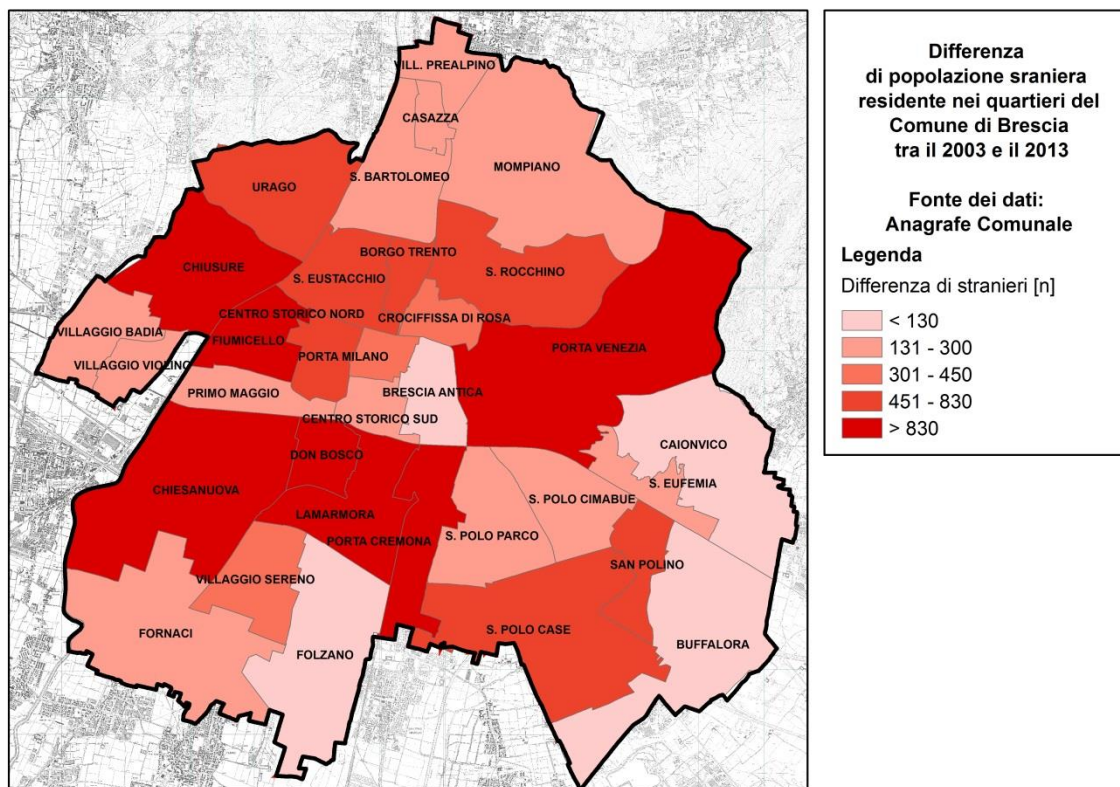 VILL. PREALPINO
CASAZZA
MOMPIANO
S. BARTOLOMEO
URAGO
BORGO TRENTO
CHIUSURE
S. EUSTACCHIO
S. ROCCHINO
CENTRO STORICO NORD
CROCIFISSA DI ROSA
VILLAGGIO BADIA
FIUMICELLO
PORTA MILANO
PORTA VENEZIA
VILLAGGIO VIOLINO
PRIMO MAGGIO
BRESCIA ANTICA
CENTRO STORICO SUD
CAIONVICO
DON BOSCO
S. EUFEMIA
CHIESANUOVA
S. POLO CIMABUE
LAMARMORA
PORTA CREMONA
S. POLO PARCO
SAN POLINO
VILLAGGIO SERENO
FORNACI
S. POLO CASE
BUFFALORA
FOLZANO
Differenza
di popolazione sraniera
residente nei quartieri del
Comune di Brescia
tra il 2003 e il 2013
Fonte dei dati:
Anagrafe Comunale
Legenda
Differenza di stranieri [n]
< 130
131 - 300
301 - 450
451 - 830
> 830